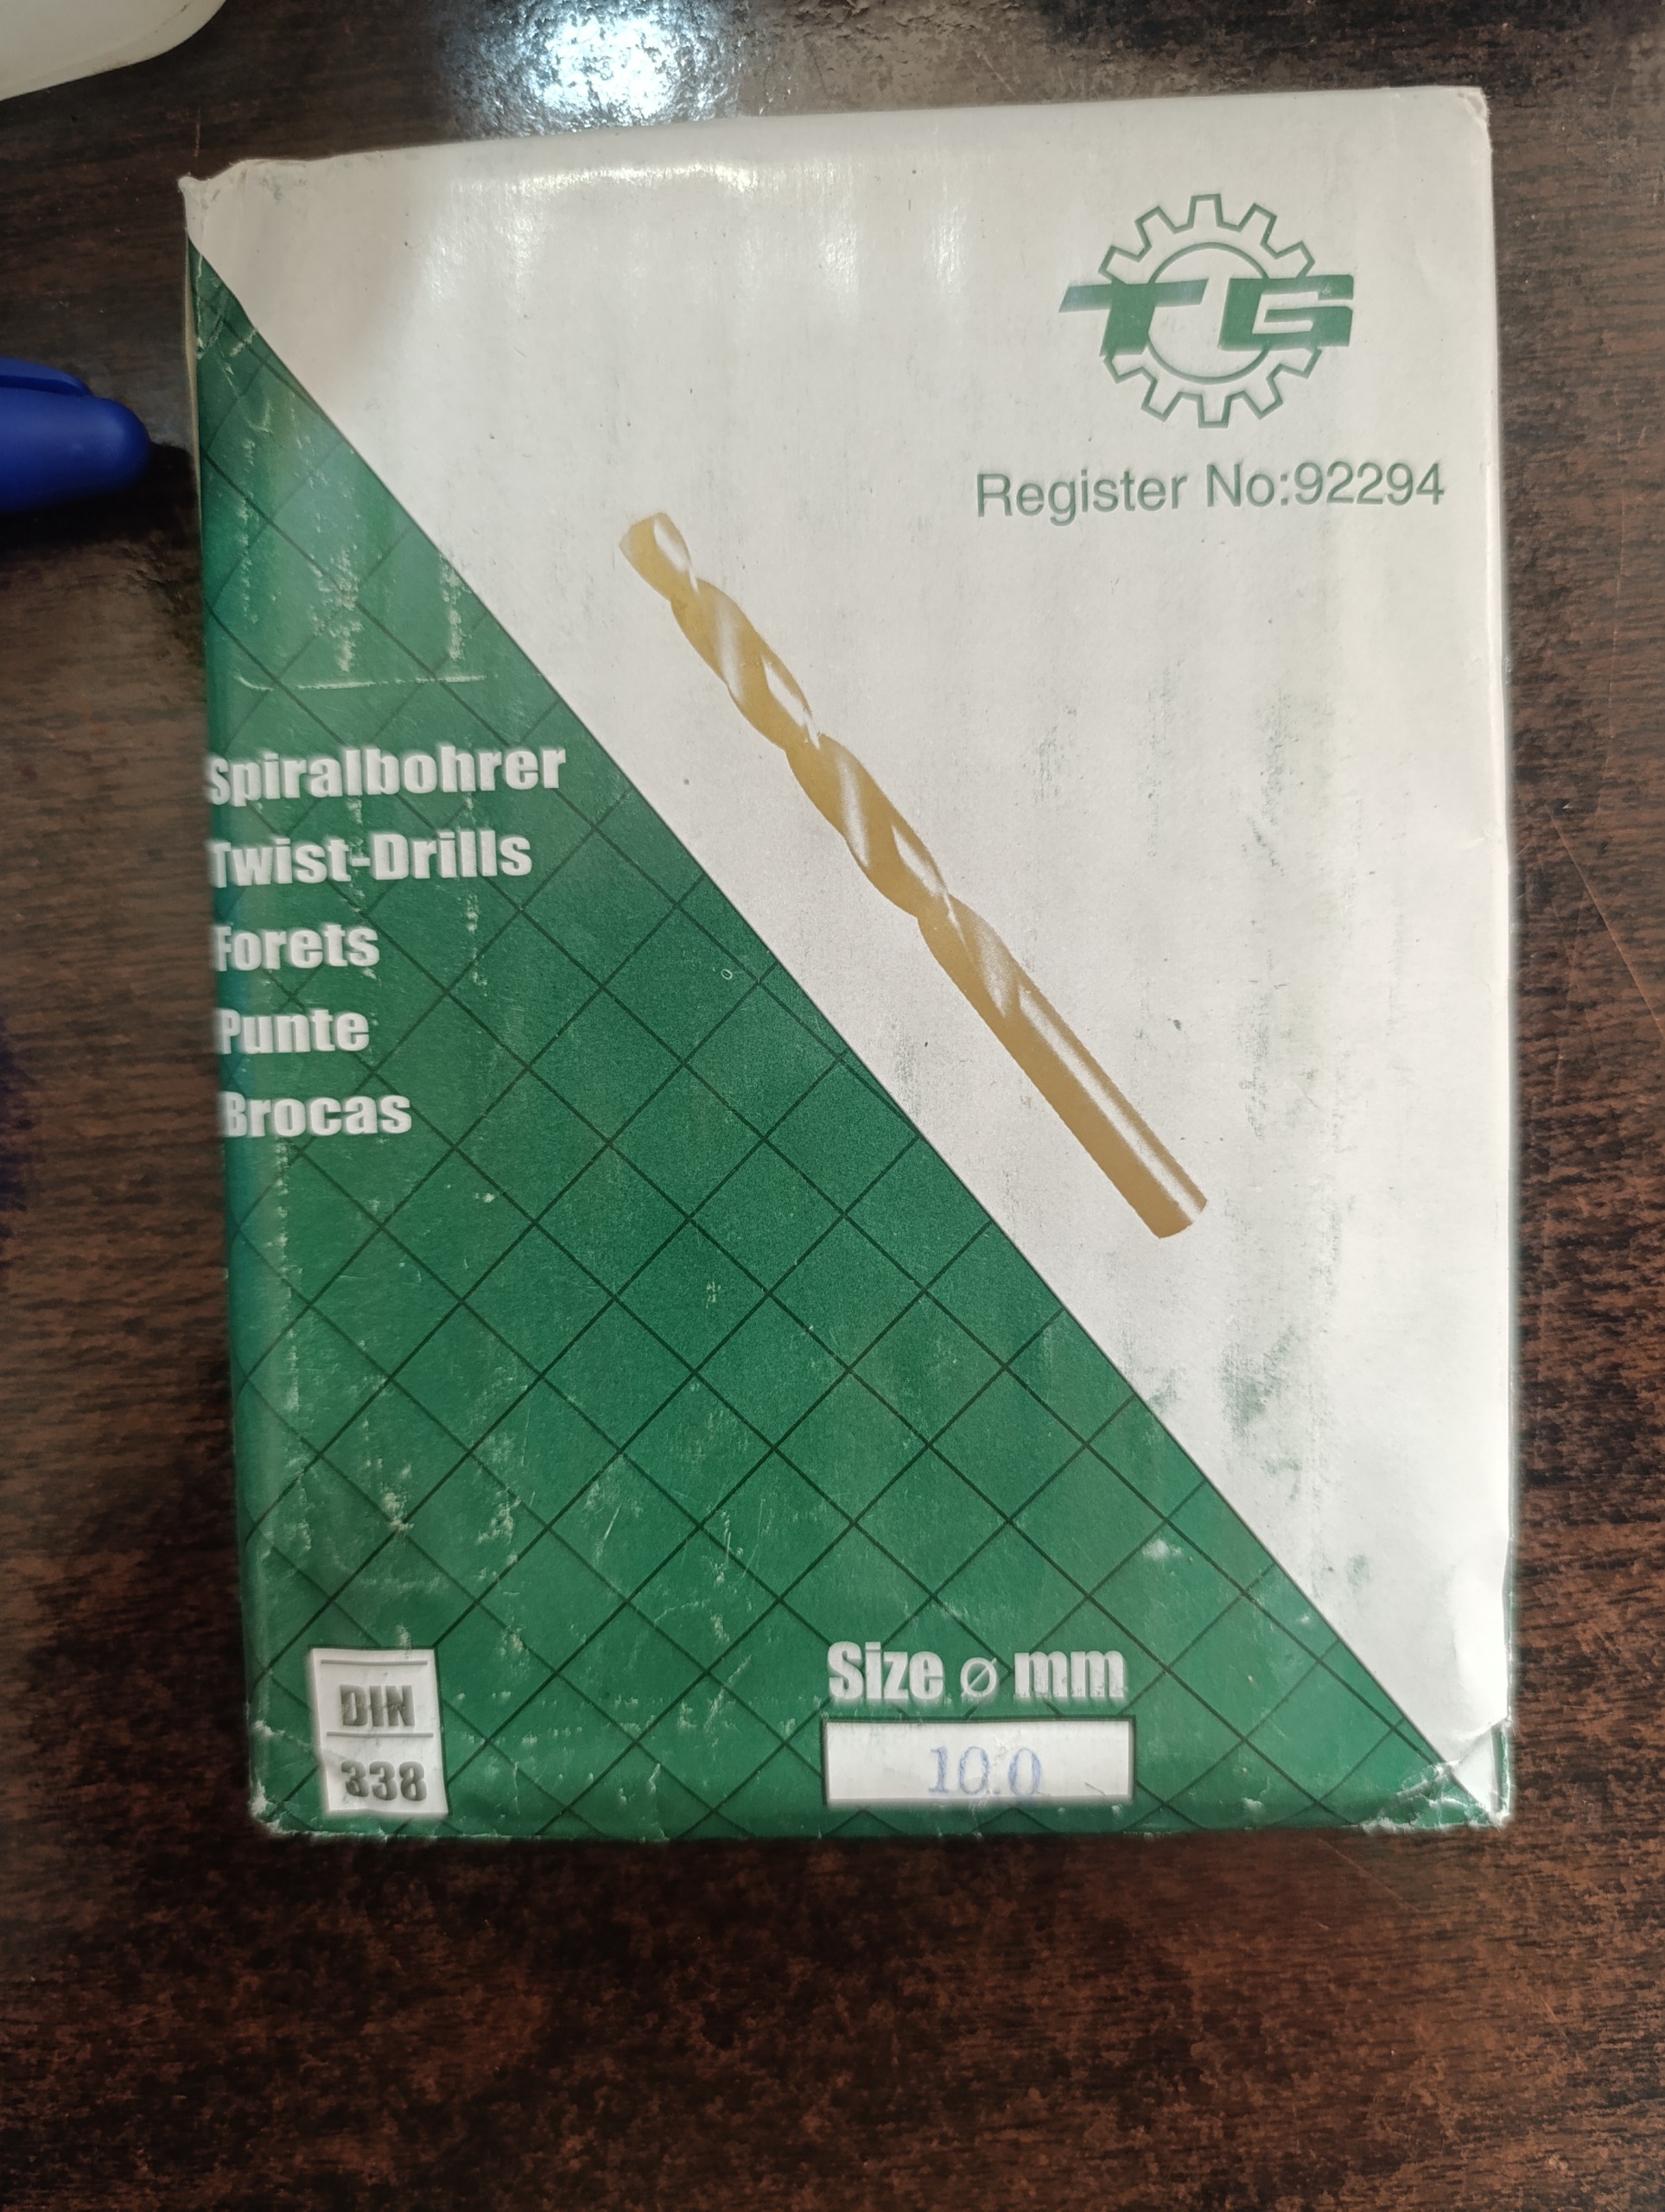 TG
Register No:92294
Spiralbohrer
Twist-Drills
Forets
Punte
Brocas
DIN
338
Size ø mm
10.0